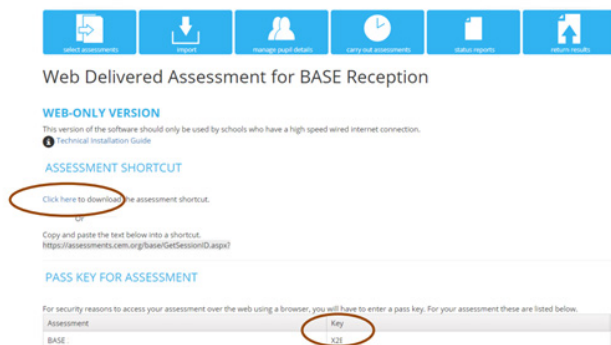 select assessments import manage pupil details carry out assessments status reports return results
Web Delivered Assessment for BASE Reception
WEB-ONLY VERSION
This version of the software should only be used by schools who have a high speed wired internet connection.
Technical Installation Guide
ASSESSMENT SHORTCUT
Click here to download the assessment shortcut.
Or
Copy and paste the text below into a shortcut.
https://assessments.cem.org/base/GetSessionID.aspx?
PASS KEY FOR ASSESSMENT
For security reasons to access your assessment over the web using a browser, you will have to enter a pass key. For your assessment these are listed below.
Assessment Key
BASE X2E